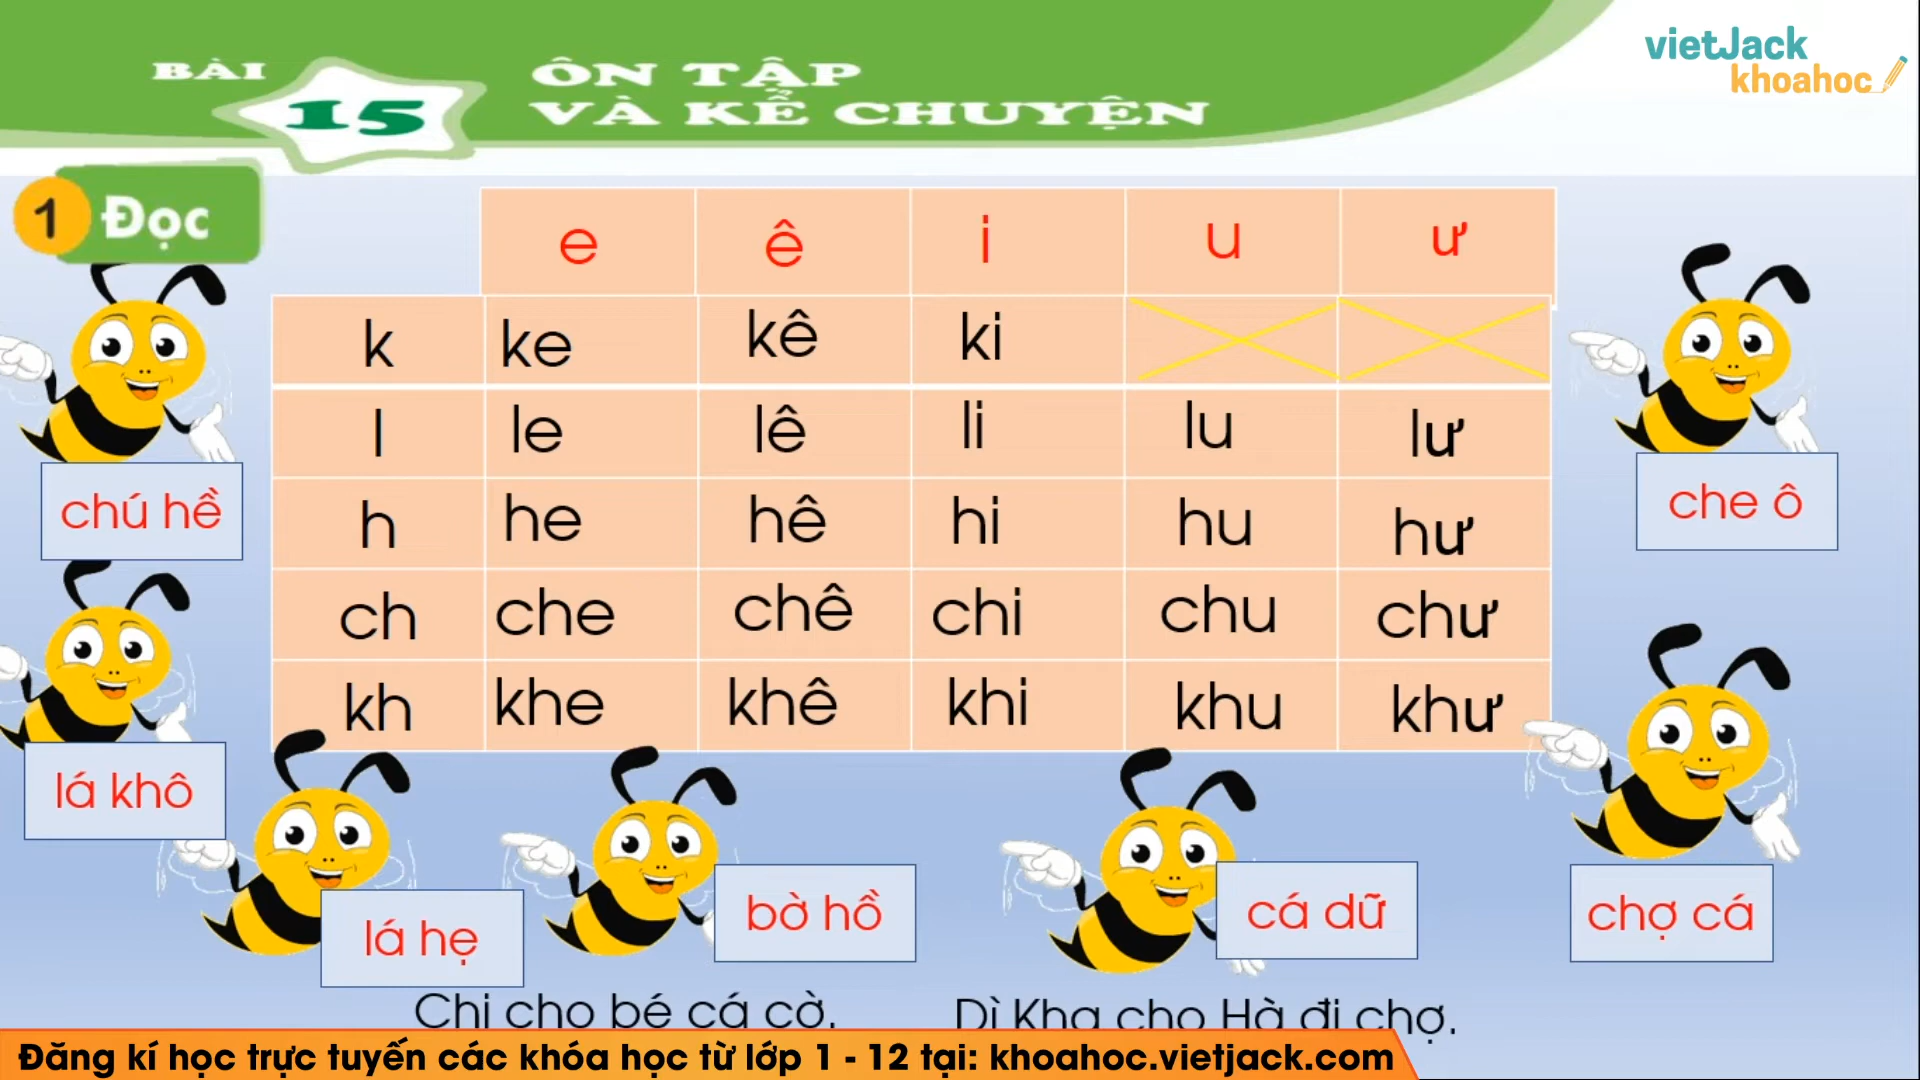 BÀI 15 ÔN TẬP
VÀ KỂ CHUYỆN
vietJack
khoahoc
1 Đọc
e ê i u ư
k ke kê ki
l le lê li lu lư
h he hê hi hu hư
ch che chê chi chu chư
kh khe khê khi khu khư
chú hề
che ô
lá khô
lá hẹ
bờ hồ
cá dữ
chợ cá
Chị cho bé cá cờ. Dì Kha cho Hà đi chợ.
Đăng kí học trực tuyến các khóa học từ lớp 1 - 12 tại: khoahoc.vietjack.com